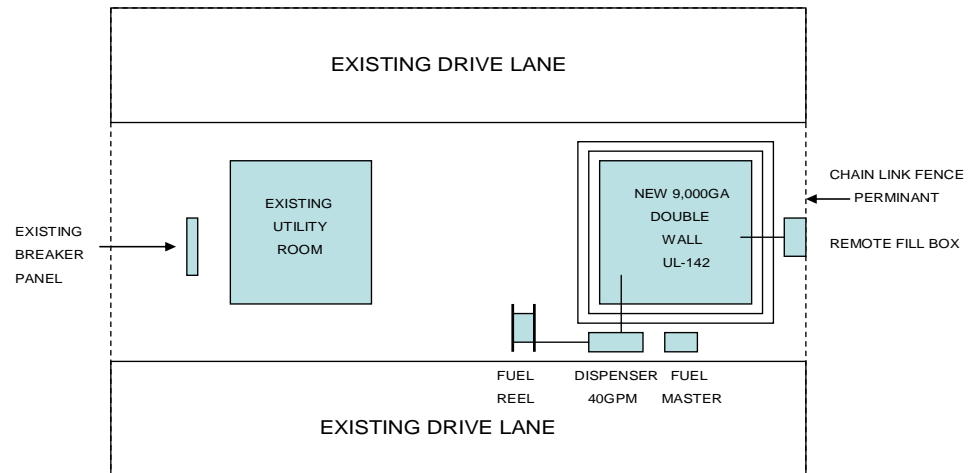 EXISTING DRIVE LANE
EXISTING
BREAKER
PANEL
EXISTING
UTILITY
ROOM
NEW 9,000GA
DOUBLE
WALL
UL-142
CHAIN LINK FENCE
PERMINANT
REMOTE FILL BOX
FUEL
REEL
DISPENSER
40GPM
FUEL
MASTER
EXISTING DRIVE LANE